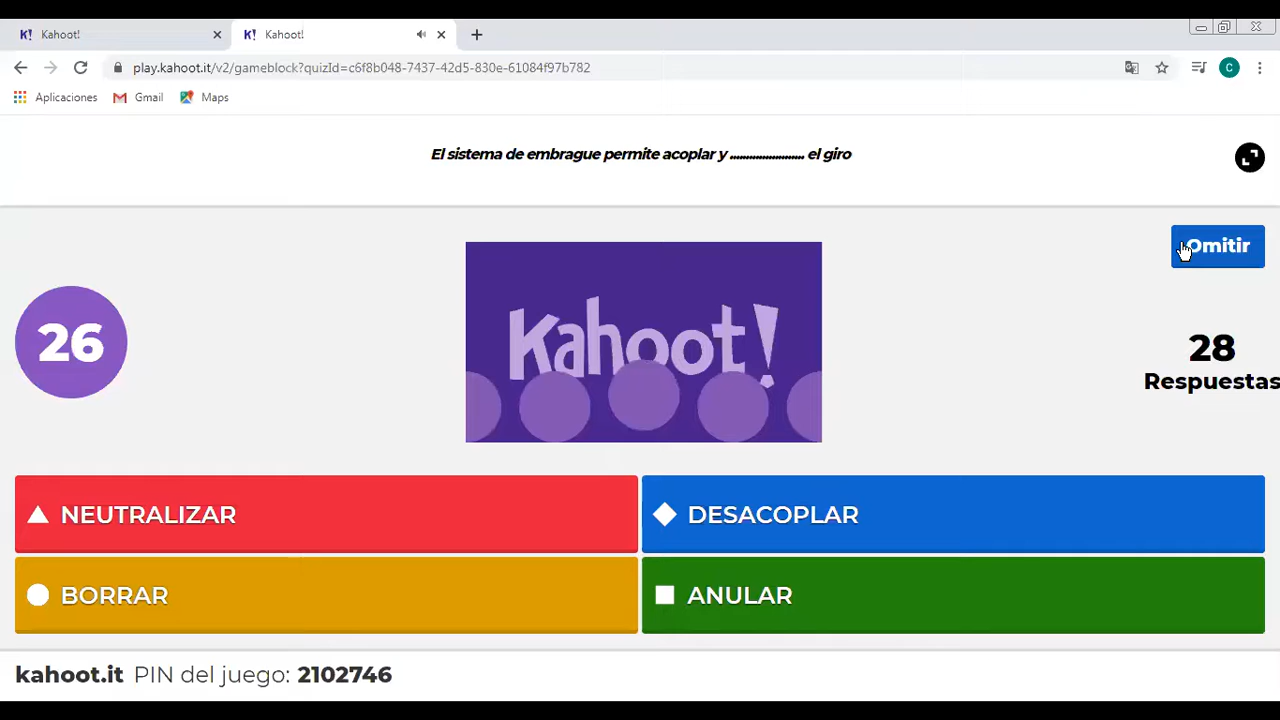 Kahoot!
Kahoot!
play.kahoot.it/v2/gameblock?quizId=c6f8b048-7437-42d5-830e-61084f97b782
C
Aplicaciones
Gmail
Maps
El sistema de embrague permite acoplar y ...................... el giro
Omitir
26
Kahoot!
28
Respuestas
NEUTRALIZAR
DESACOPLAR
BORRAR
ANULAR
kahoot.it PIN del juego: 2102746